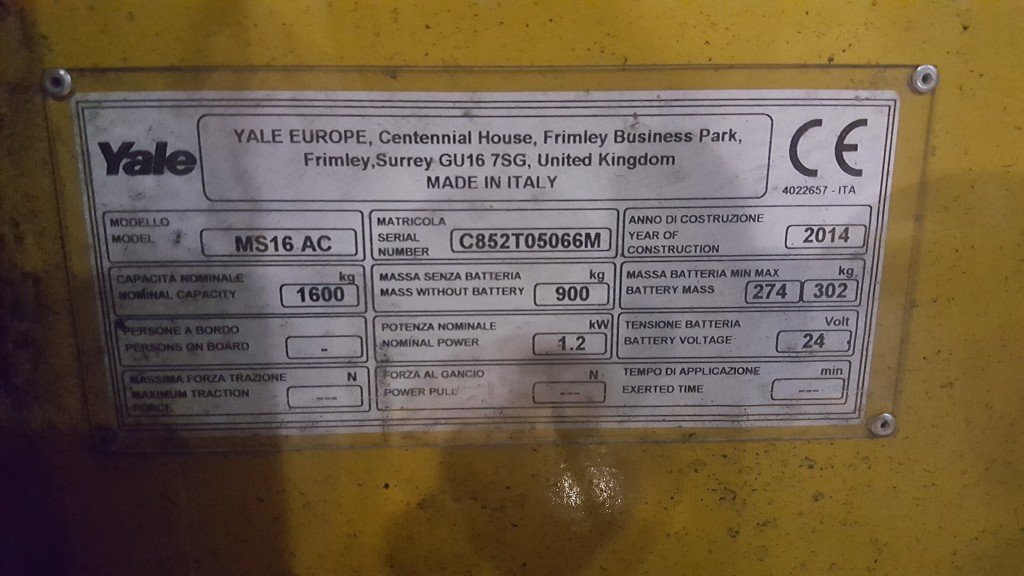 Yale
YALE EUROPE, Centennial House, Frimley Business Park,
Frimley,Surrey GU16 7SG, United Kingdom
MADE IN ITALY
CE
4022657 - ITA
MODELLO
MODEL MS16 AC
MATRICOLA
SERIAL NUMBER C852T05066M
ANNO DI COSTRUZIONE
YEAR OF CONSTRUCTION 2014
CAPACITÀ NOMINALE kg
NOMINAL CAPACITY 1600
MASSA SENZA BATTERIA kg
MASS WITHOUT BATTERY 900
MASSA BATTERIA MIN MAX kg
BATTERY MASS 274 302
PERSONE A BORDO
PERSONS ON BOARD -
POTENZA NOMINALE kW
NOMINAL POWER 1.2
TENSIONE BATTERIA Volt
BATTERY VOLTAGE 24
MASSIMA FORZA TRAZIONE N
MAXIMUM TRACTION FORCE ---
FORZA AL GANCIO N
POWER PULL ---
TEMPO DI APPLICAZIONE min
EXERTED TIME ---